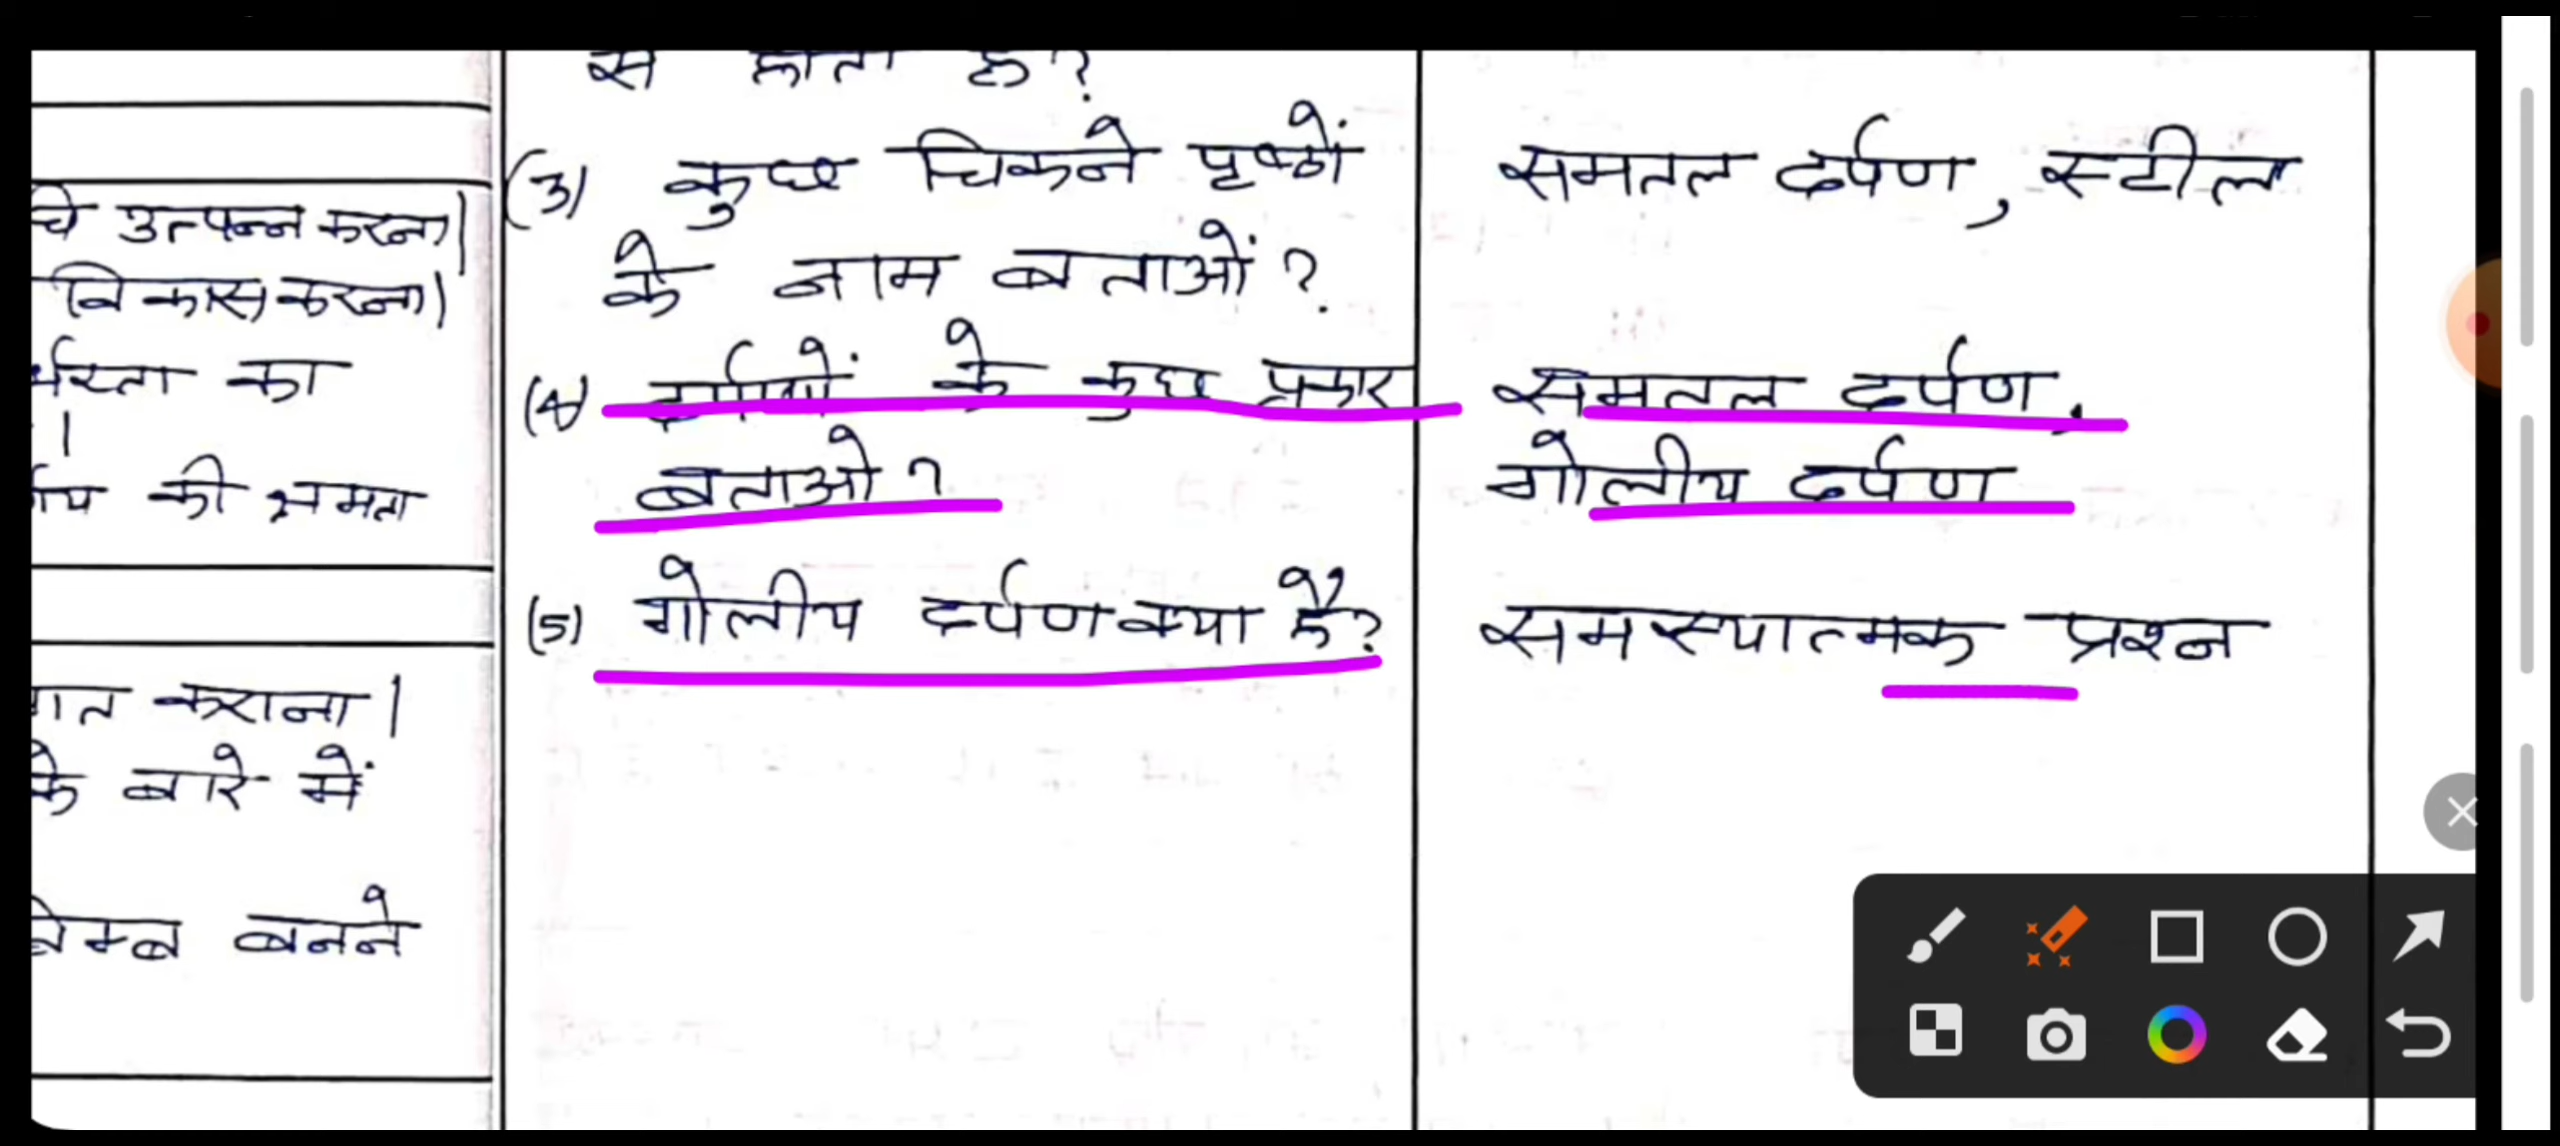 उत्पन्न करना।
विकास करना।
का
।
की क्षमता
कराना।
के बारे में
बनने
से होता है?
(3) कुछ चिकने पृष्ठों
के नाम बताओं?
(4) दर्पणों के कुछ प्रकार
बताओ?
(5) गोलीय दर्पण क्या है?
समतल दर्पण, स्टील
समतल दर्पण,
गोलीय दर्पण
समस्यात्मक प्रश्न